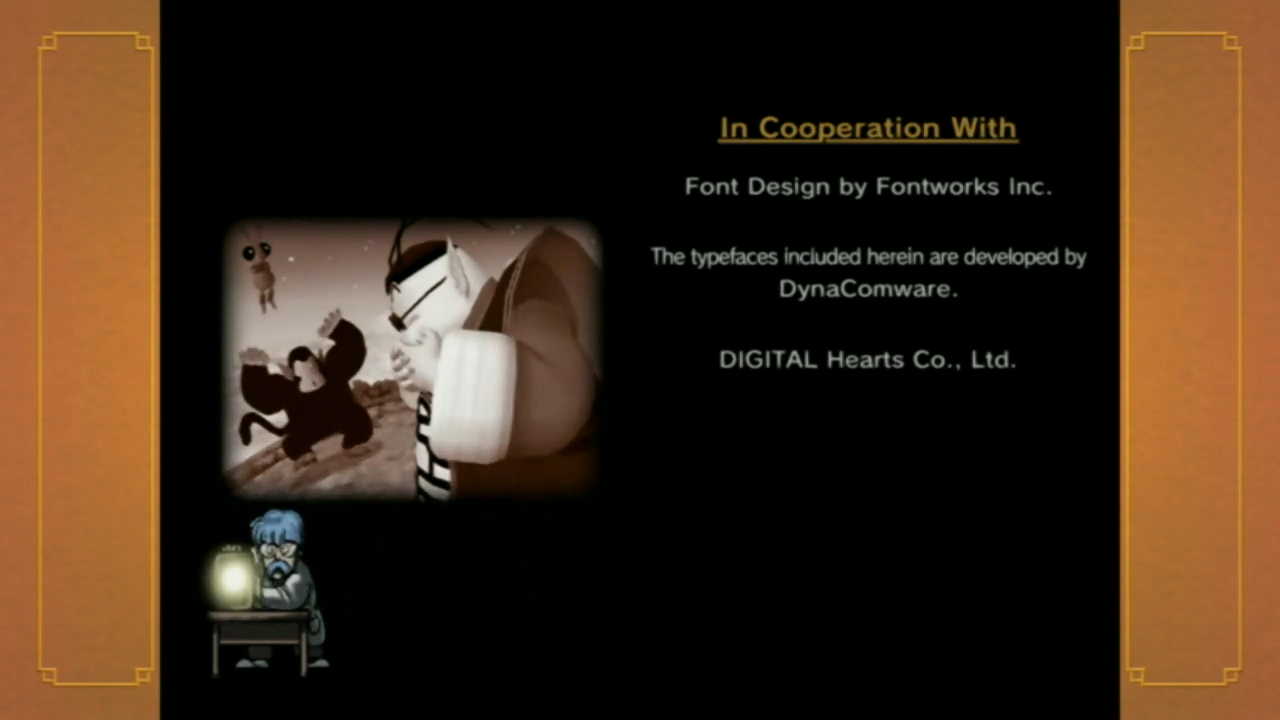 In Cooperation With
Font Design by Fontworks Inc.
The typefaces included herein are developed by
DynaComware.
DIGITAL Hearts Co., Ltd.